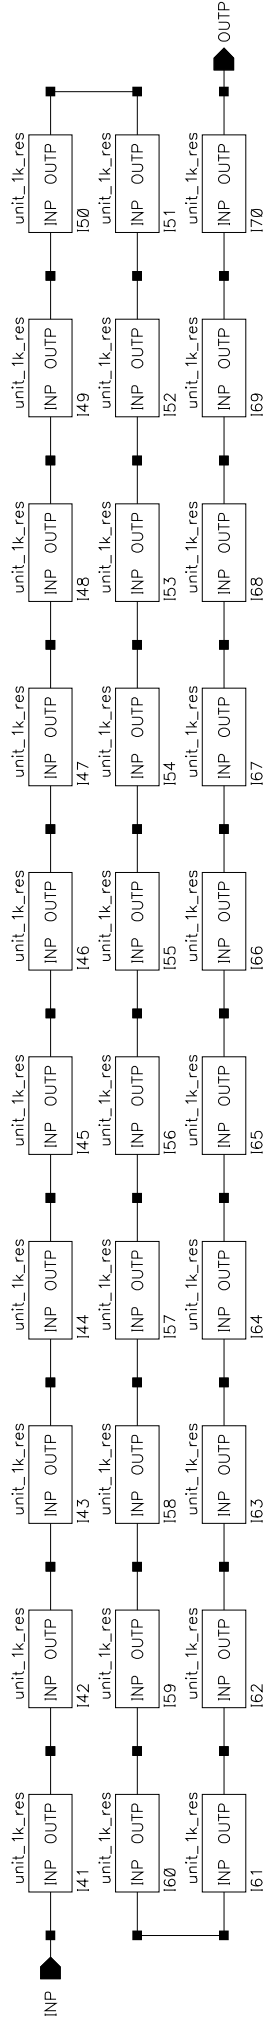 unit_1k_res unit_1k_res unit_1k_res unit_1k_res unit_1k_res unit_1k_res unit_1k_res unit_1k_res unit_1k_res unit_1k_res
INP INP OUTP INP OUTP INP OUTP INP OUTP INP OUTP INP OUTP INP OUTP INP OUTP INP OUTP INP OUTP
I41 I42 I43 I44 I45 I46 I47 I48 I49 I50
unit_1k_res unit_1k_res unit_1k_res unit_1k_res unit_1k_res unit_1k_res unit_1k_res unit_1k_res unit_1k_res unit_1k_res
INP OUTP INP OUTP INP OUTP INP OUTP INP OUTP INP OUTP INP OUTP INP OUTP INP OUTP INP OUTP
I60 I59 I58 I57 I56 I55 I54 I53 I52 I51
unit_1k_res unit_1k_res unit_1k_res unit_1k_res unit_1k_res unit_1k_res unit_1k_res unit_1k_res unit_1k_res unit_1k_res
INP OUTP INP OUTP INP OUTP INP OUTP INP OUTP INP OUTP INP OUTP INP OUTP INP OUTP INP OUTP OUTP
I61 I62 I63 I64 I65 I66 I67 I68 I69 I70